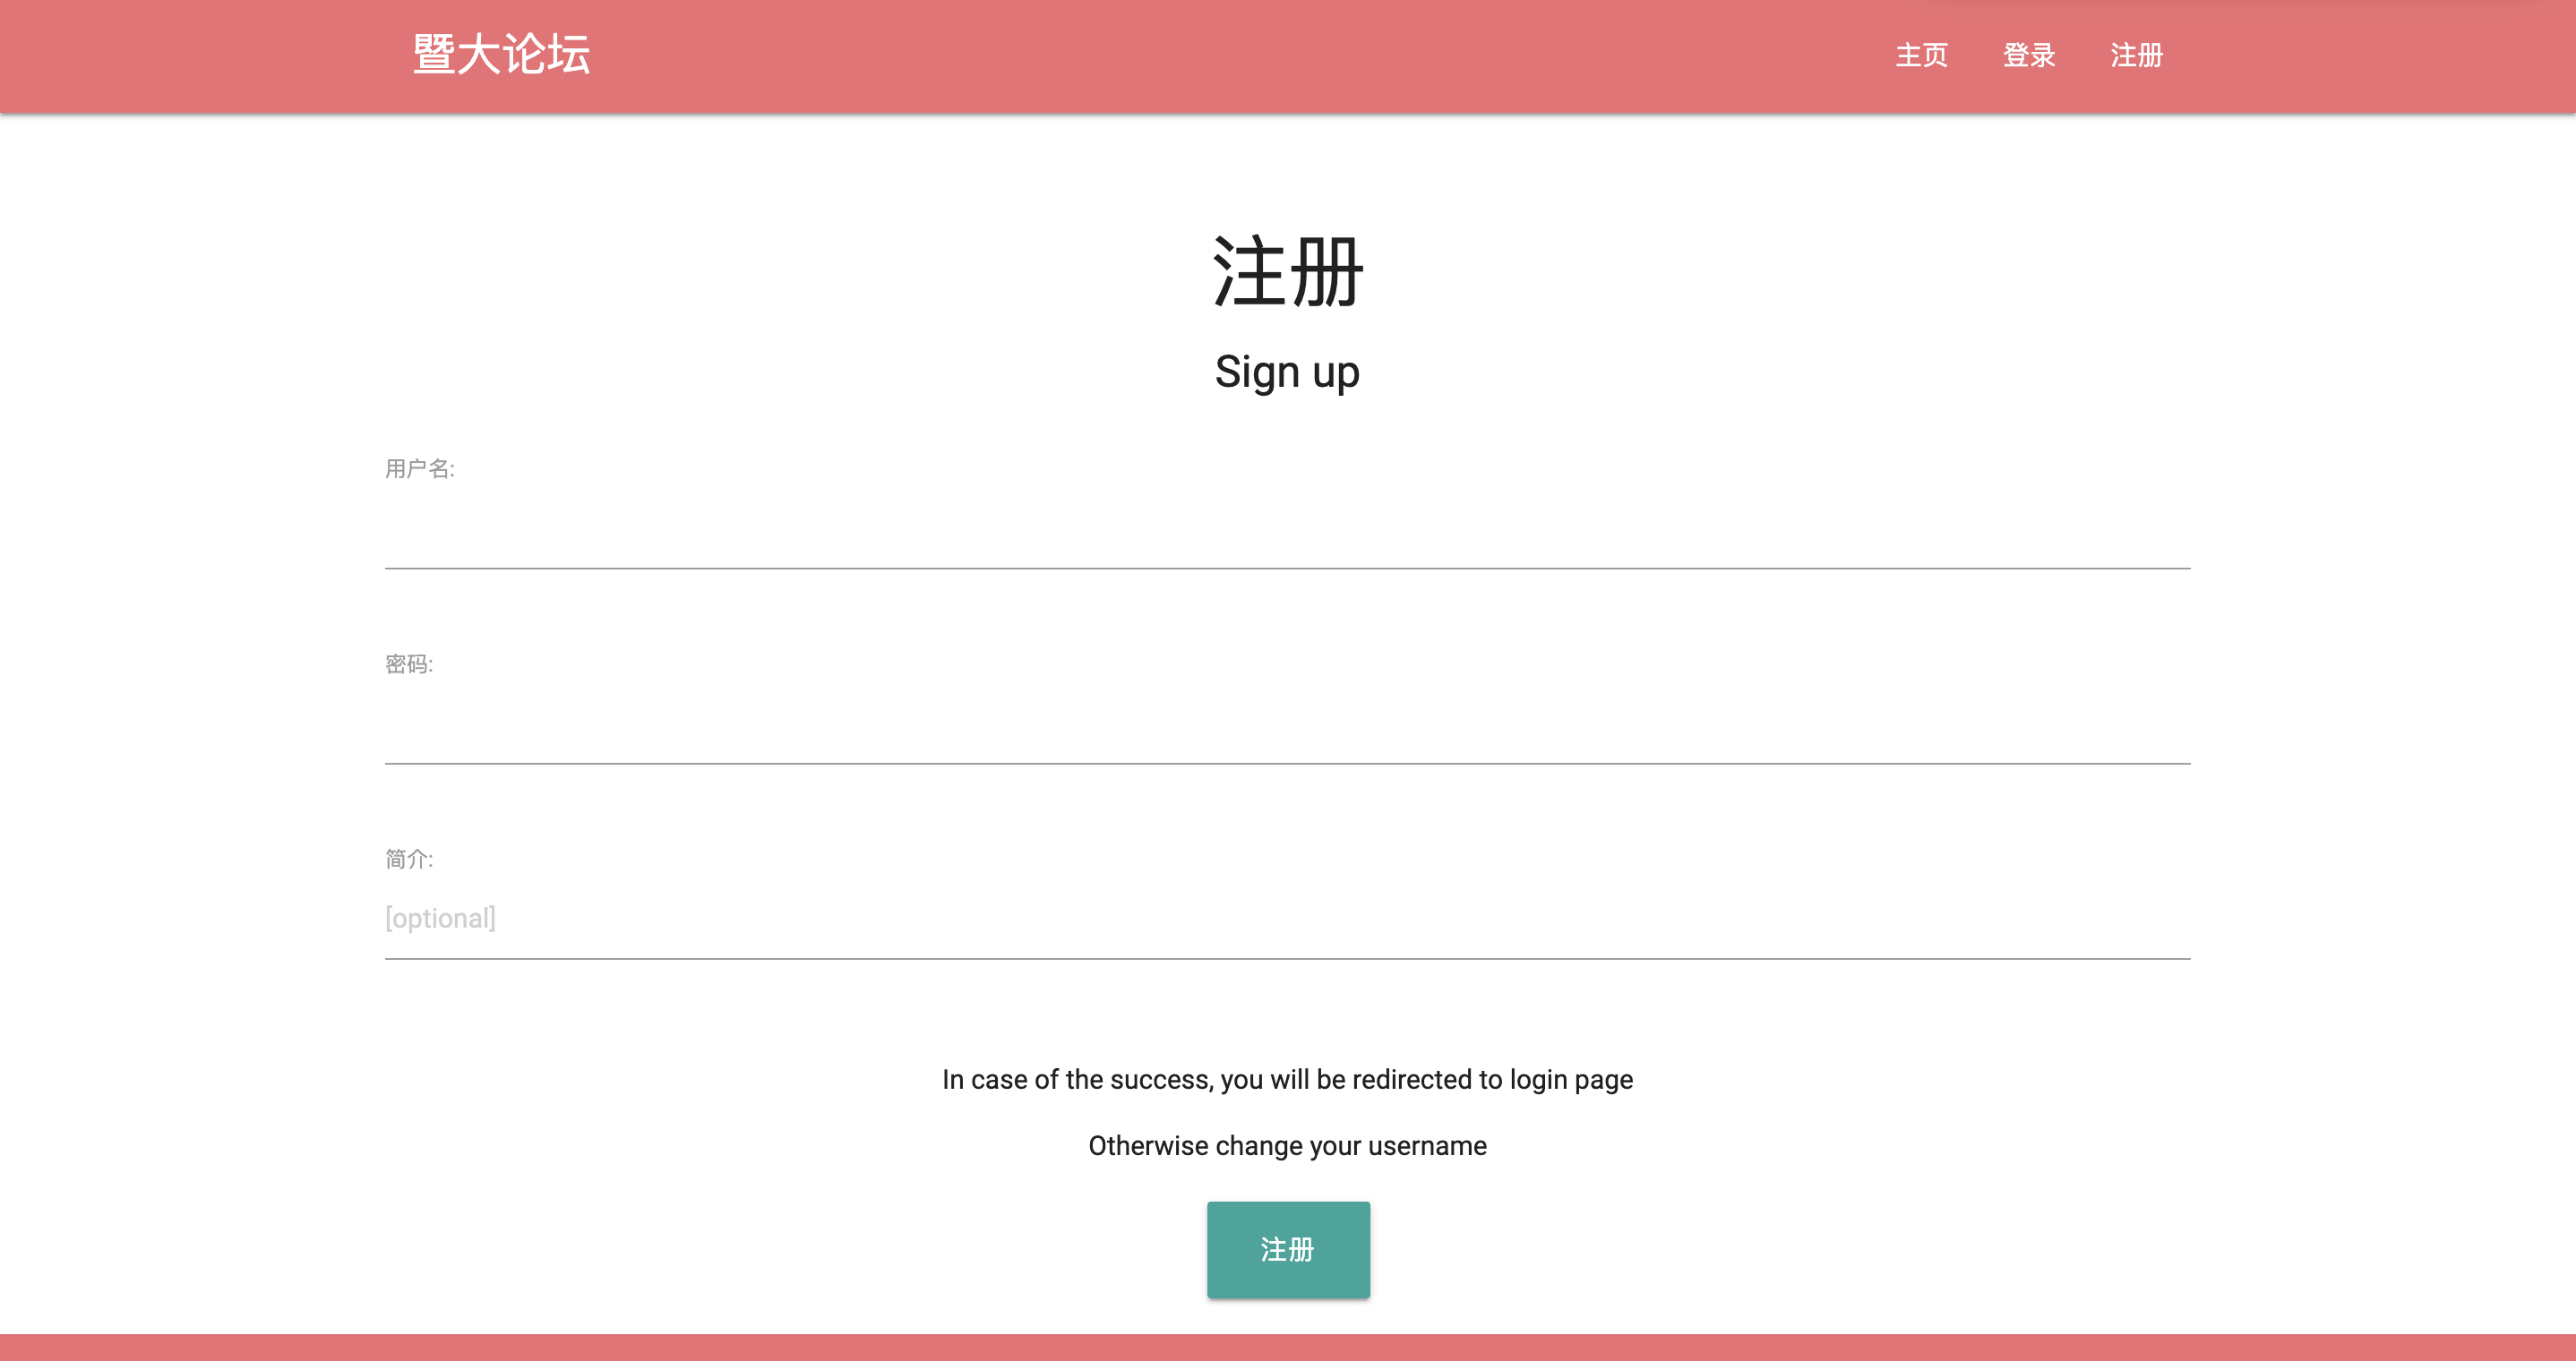 暨大论坛
主页 登录 注册
注册
Sign up
用户名:
密码:
简介:
[optional]
In case of the success, you will be redirected to login page
Otherwise change your username
注册